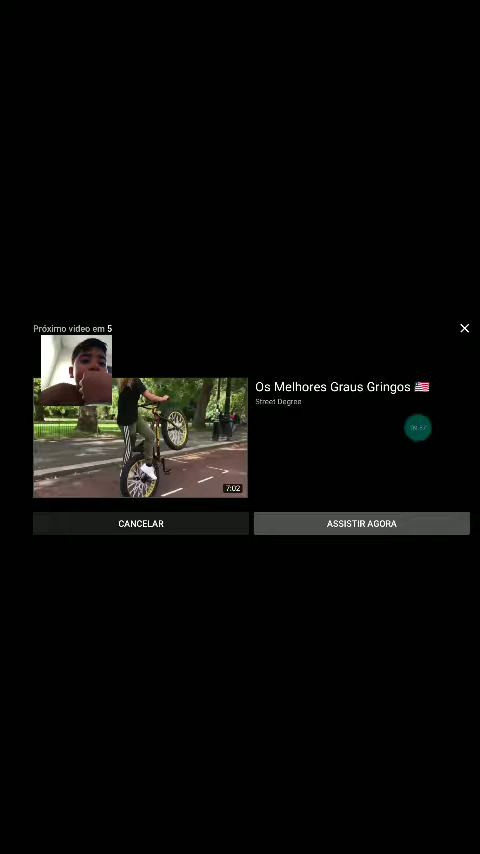 Próximo vídeo em 5
Os Melhores Graus Gringos
Street Degree
7:02
CANCELAR
ASSISTIR AGORA